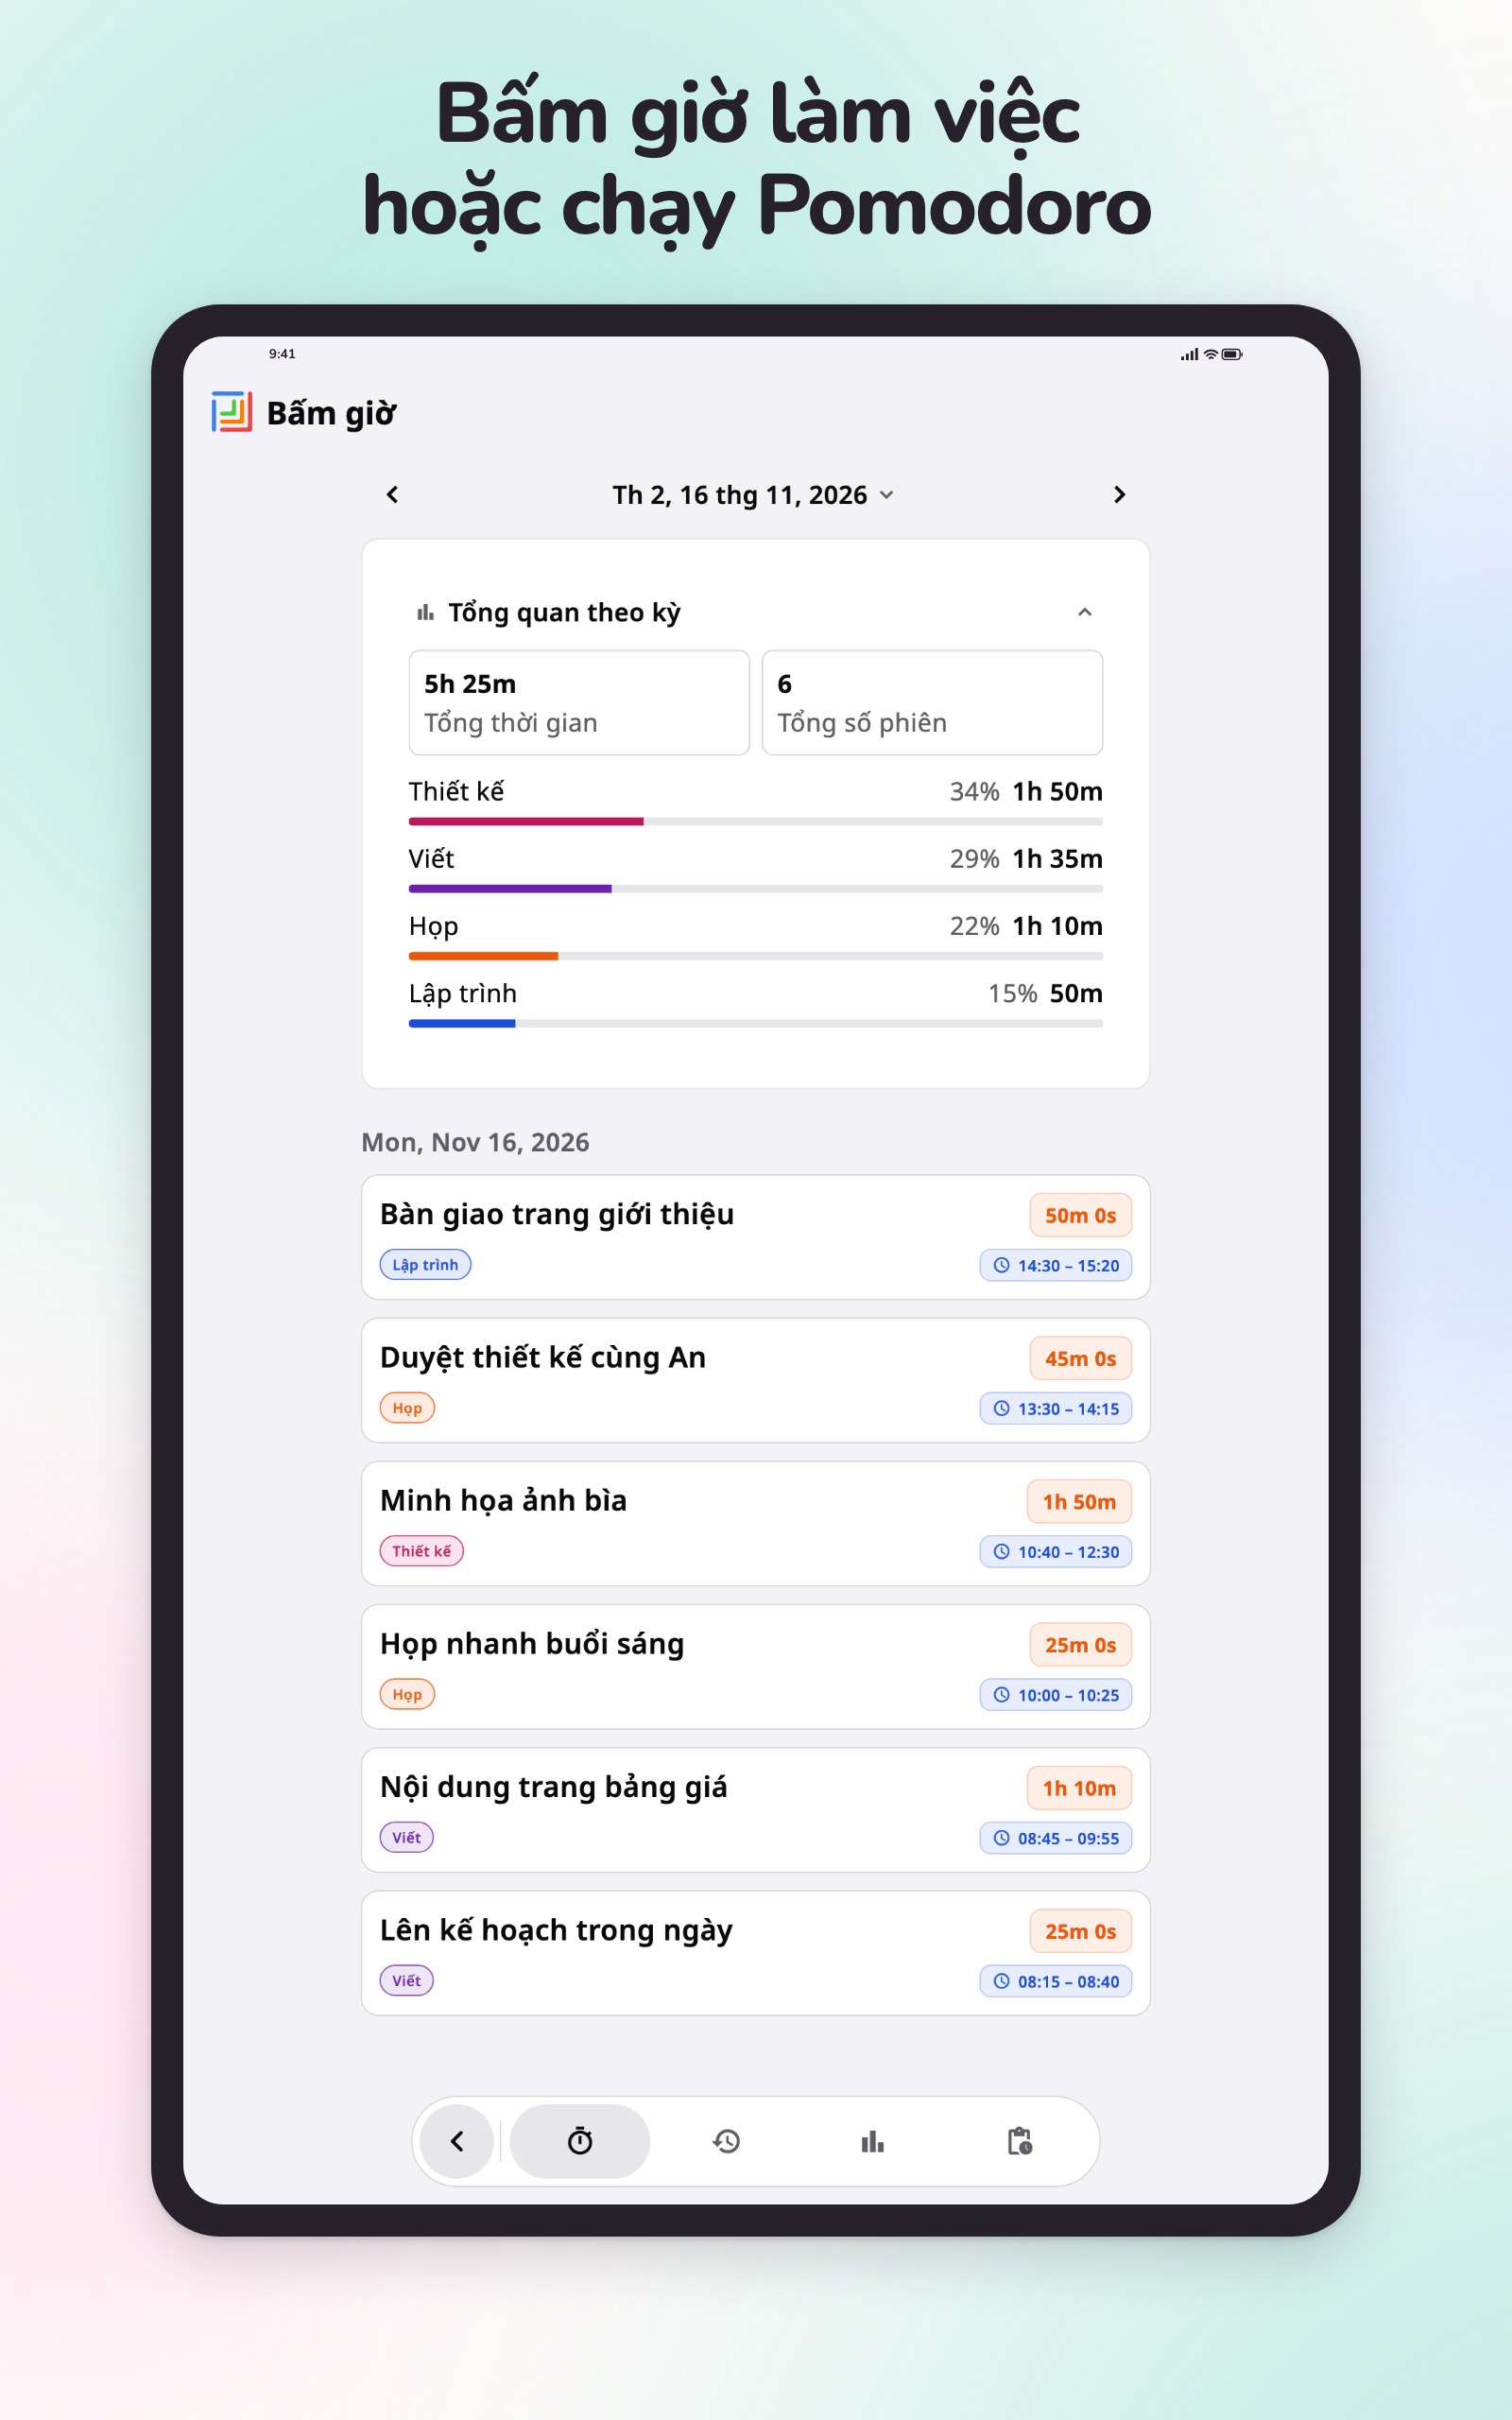 Bấm giờ làm việc
hoặc chạy Pomodoro
9:41
Bấm giờ
Th 2, 16 thg 11, 2026
Tổng quan theo kỳ
5h 25m
Tổng thời gian
6
Tổng số phiên
Thiết kế 34% 1h 50m
Viết 29% 1h 35m
Họp 22% 1h 10m
Lập trình 15% 50m
Mon, Nov 16, 2026
Bàn giao trang giới thiệu 50m 0s
Lập trình 14:30 – 15:20
Duyệt thiết kế cùng An 45m 0s
Họp 13:30 – 14:15
Minh họa ảnh bìa 1h 50m
Thiết kế 10:40 – 12:30
Họp nhanh buổi sáng 25m 0s
Họp 10:00 – 10:25
Nội dung trang bảng giá 1h 10m
Viết 08:45 – 09:55
Lên kế hoạch trong ngày 25m 0s
Viết 08:15 – 08:40